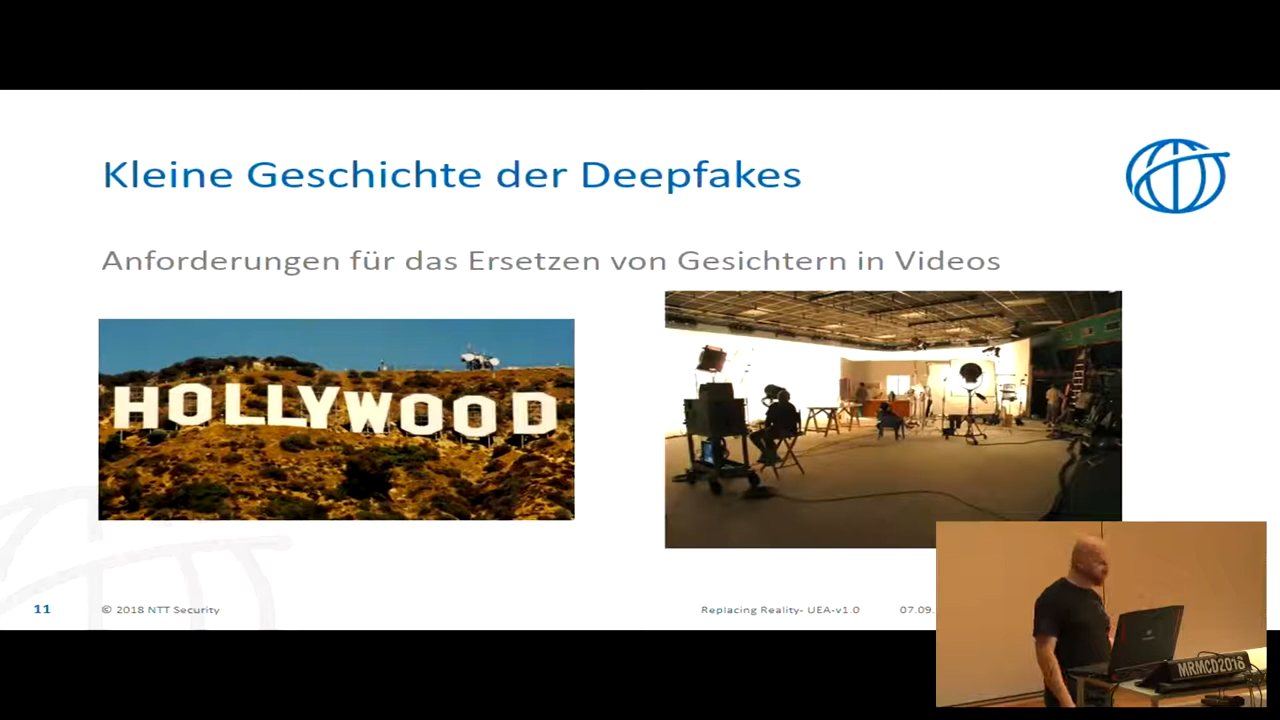 Kleine Geschichte der Deepfakes
Anforderungen für das Ersetzen von Gesichtern in Videos
HOLLYWOOD
11
© 2018 NTT Security
Replacing Reality- UEA-v1.0
07.09.
MRMCD2018